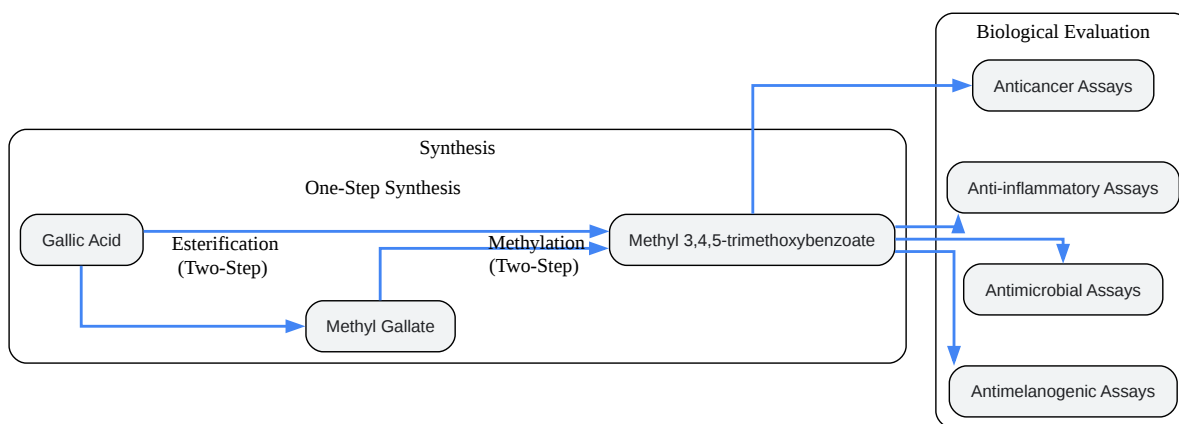 Biological Evaluation
Anticancer Assays
Synthesis
One-Step Synthesis
Anti-inflammatory Assays
Gallic Acid
Esterification
(Two-Step)
Methylation
(Two-Step)
Methyl 3,4,5-trimethoxybenzoate
Antimicrobial Assays
Methyl Gallate
Antimelanogenic Assays